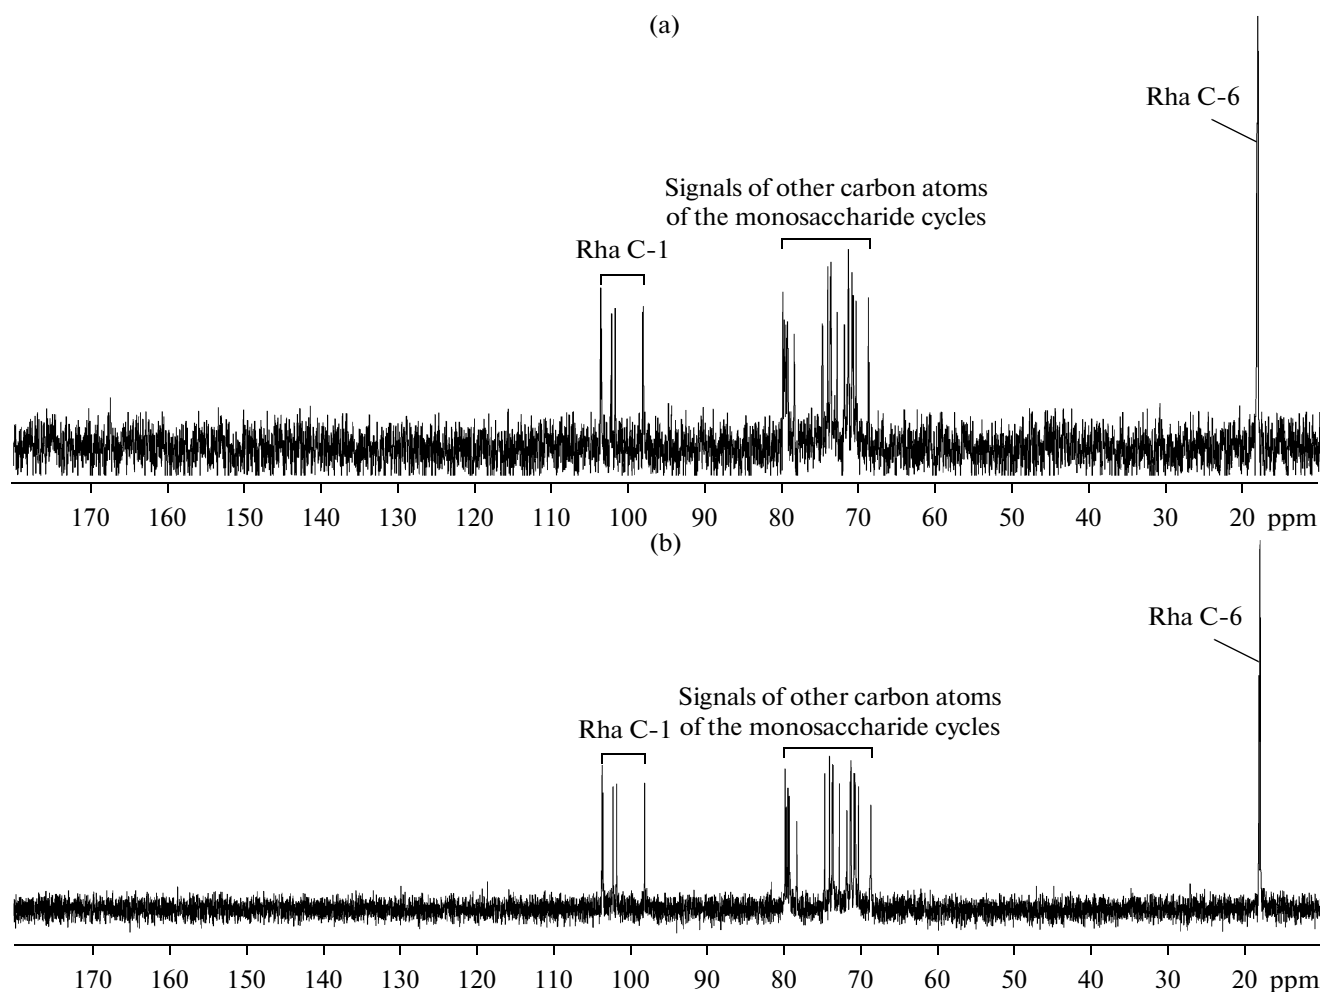 (a)
Rha C-6
Signals of other carbon atoms
of the monosaccharide cycles
Rha C-1
170 160 150 140 130 120 110 100 90 80 70 60 50 40 30 20 ppm
(b)
Rha C-6
Signals of other carbon atoms
of the monosaccharide cycles
Rha C-1
170 160 150 140 130 120 110 100 90 80 70 60 50 40 30 20 ppm